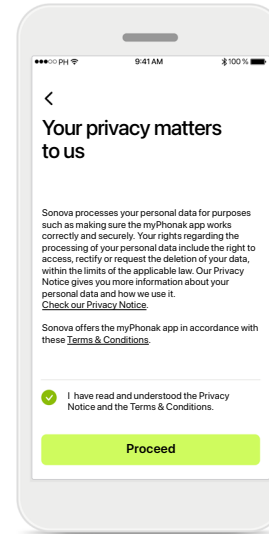 PH 9:41 AM 100 %
Your privacy matters
to us
Sonova processes your personal data for purposes
such as making sure the myPhonak app works
correctly and securely. Your rights regarding the
processing of your personal data include the right to
access, rectify or request the deletion of your data,
within the limits of the applicable law. Our Privacy
Notice gives you more information about your
personal data and how we use it.
Check our Privacy Notice.
Sonova offers the myPhonak app in accordance with
these Terms & Conditions.
I have read and understood the Privacy
Notice and the Terms & Conditions.
Proceed